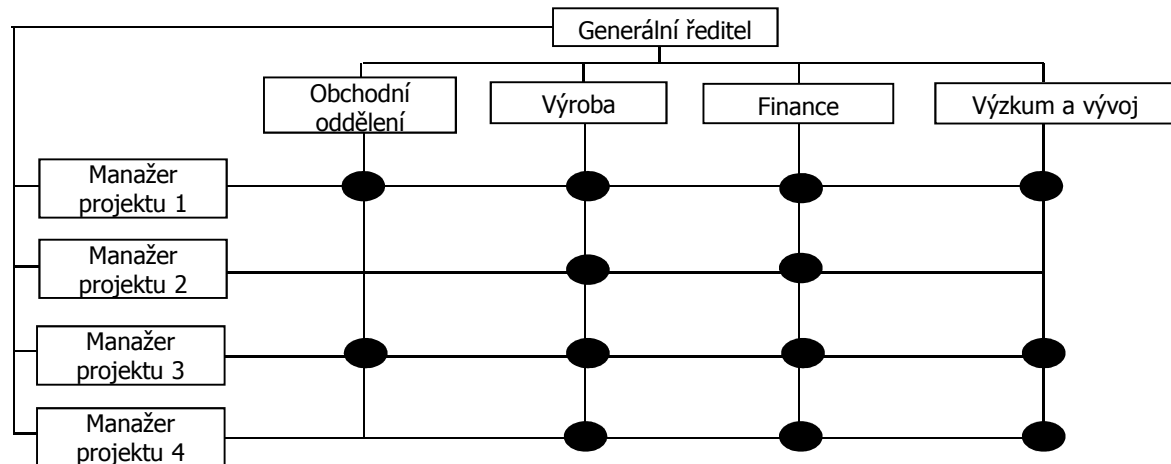 Generální ředitel
Obchodní
oddělení
Výroba
Finance
Výzkum a vývoj
Manažer
projektu 1
Manažer
projektu 2
Manažer
projektu 3
Manažer
projektu 4